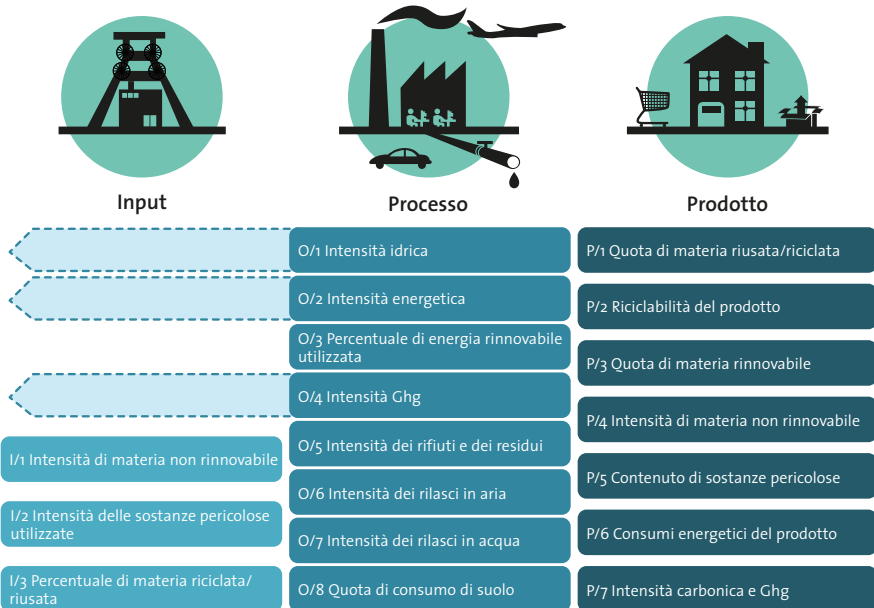 Input
Processo
Prodotto
I/1 Intensità di materia non rinnovabile
I/2 Intensità delle sostanze pericolose
utilizzate
I/3 Percentuale di materia riciclata/
riusata
O/1 Intensità idrica
O/2 Intensità energetica
O/3 Percentuale di energia rinnovabile
utilizzata
O/4 Intensità Ghg
O/5 Intensità dei rifiuti e dei residui
O/6 Intensità dei rilasci in aria
O/7 Intensità dei rilasci in acqua
O/8 Quota di consumo di suolo
P/1 Quota di materia riusata/riciclata
P/2 Riciclabilità del prodotto
P/3 Quota di materia rinnovabile
P/4 Intensità di materia non rinnovabile
P/5 Contenuto di sostanze pericolose
P/6 Consumi energetici del prodotto
P/7 Intensità carbonica e Ghg